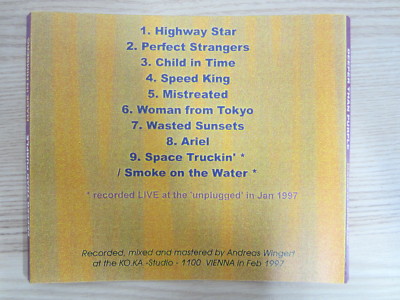 1. Highway Star
2. Perfect Strangers
3. Child in Time
4. Speed King
5. Mistreated
6. Woman from Tokyo
7. Wasted Sunsets
8. Ariel
9. Space Truckin' *
/ Smoke on the Water *
* recorded LIVE at the 'unplugged' in Jan 1997
Recorded, mixed and mastered by Andreas Wingert
at the KO.KA.-Studio - 1100 VIENNA in Feb 1997